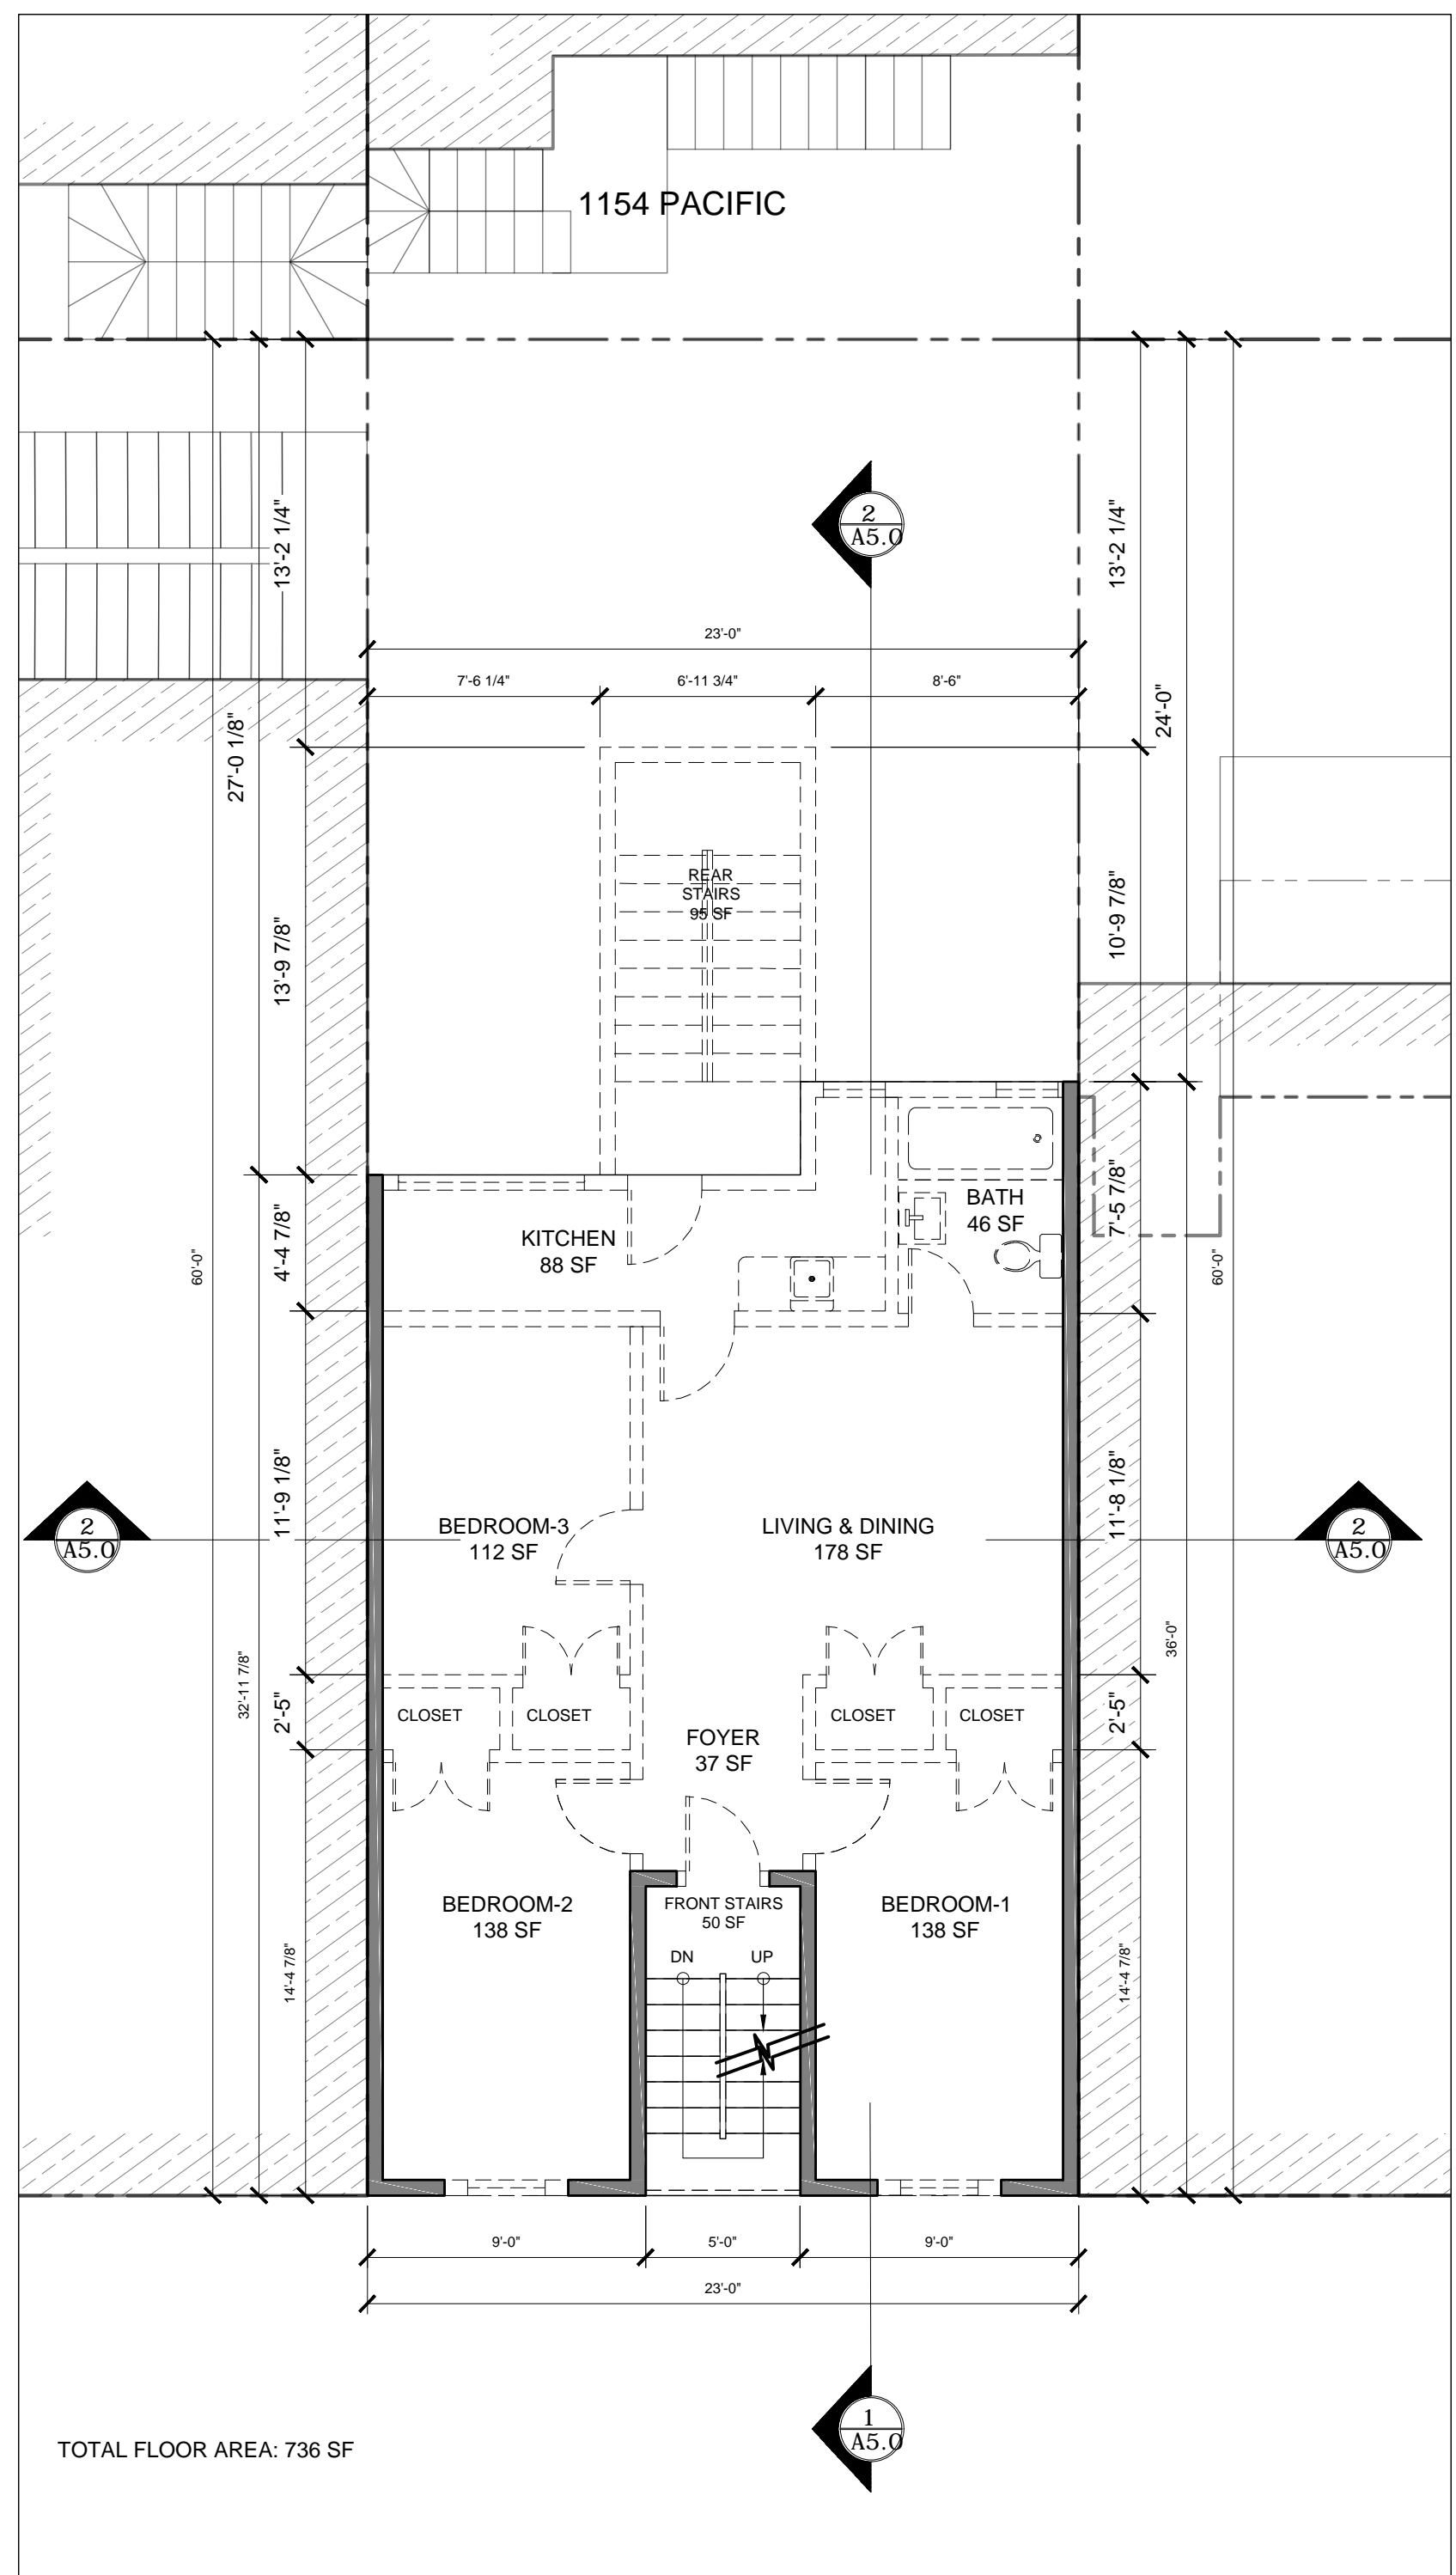 1154 PACIFIC
2
A5.0
13'-2 1/4"
13'-2 1/4"
23'-0"
7'-6 1/4"
6'-11 3/4"
8'-6"
27'-0 1/8"
24'-0"
REAR
STAIRS
95 SF
13'-9 7/8"
10'-9 7/8"
KITCHEN
88 SF
BATH
46 SF
7'-5 7/8"
4'-4 7/8"
60'-0"
60'-0"
BEDROOM-3
112 SF
LIVING & DINING
178 SF
11'-9 1/8"
11'-8 1/8"
2
A5.0
2
A5.0
32'-11 7/8"
36'-0"
2'-5"
CLOSET
CLOSET
CLOSET
CLOSET
2'-5"
FOYER
37 SF
FRONT STAIRS
50 SF
BEDROOM-2
138 SF
BEDROOM-1
138 SF
DN
UP
14'-4 7/8"
14'-4 7/8"
9'-0"
5'-0"
9'-0"
23'-0"
1
A5.0
TOTAL FLOOR AREA: 736 SF